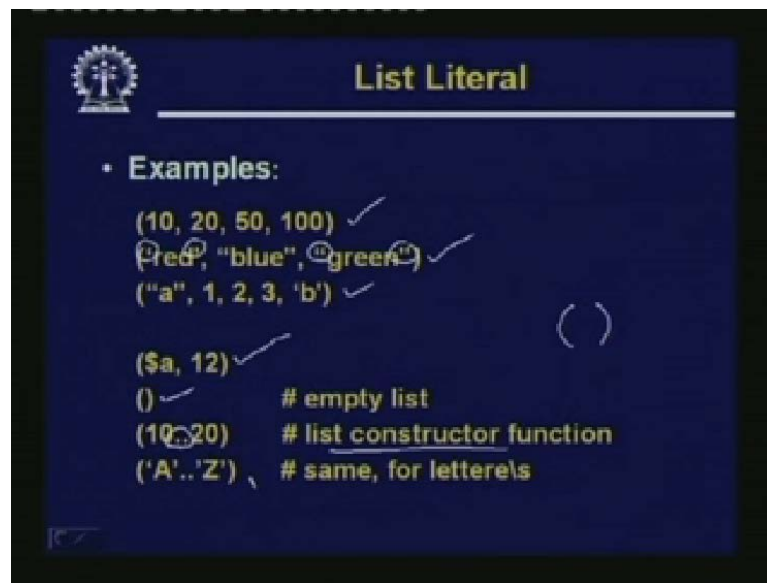 List Literal
• Examples:
(10, 20, 50, 100)
("red", "blue", "green")
("a", 1, 2, 3, 'b')
($a, 12)
() # empty list
(10..20) # list constructor function
('A'..'Z') # same, for lettere\s
( )